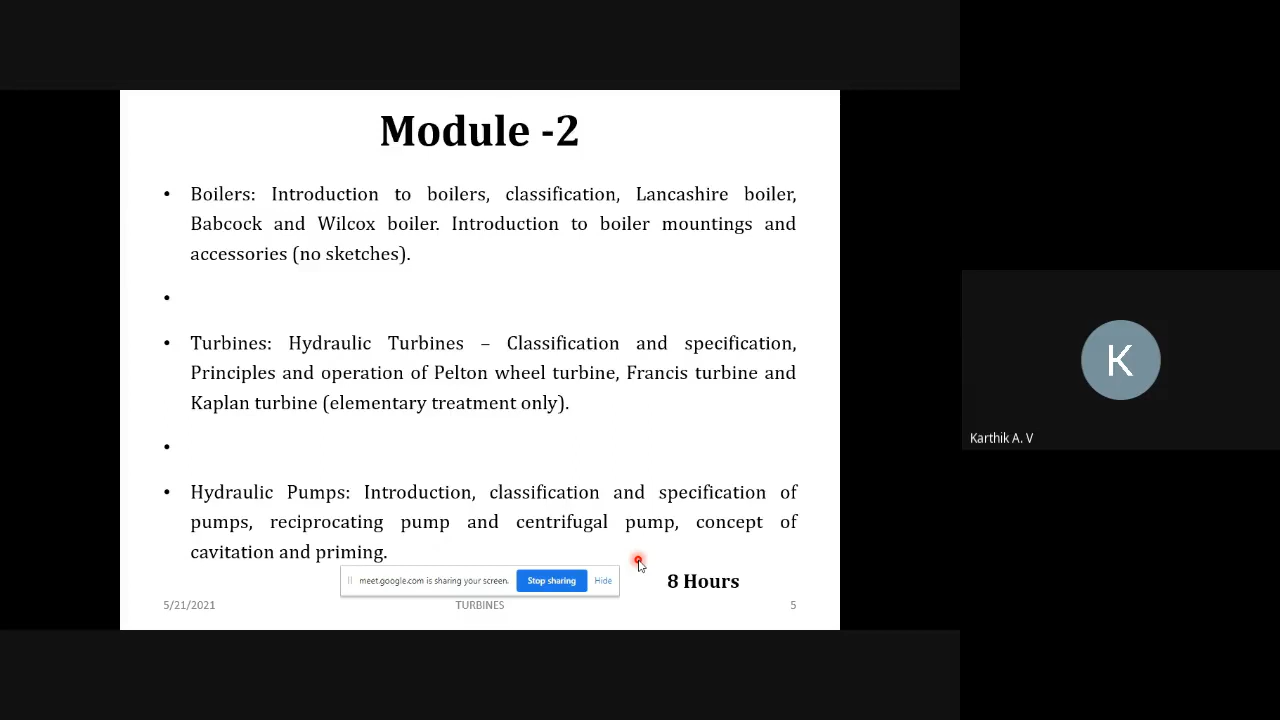 Module -2
• Boilers: Introduction to boilers, classification, Lancashire boiler,
Babcock and Wilcox boiler. Introduction to boiler mountings and
accessories (no sketches).
•
• Turbines: Hydraulic Turbines – Classification and specification,
Principles and operation of Pelton wheel turbine, Francis turbine and
Kaplan turbine (elementary treatment only).
•
• Hydraulic Pumps: Introduction, classification and specification of
pumps, reciprocating pump and centrifugal pump, concept of
cavitation and priming.
meet.google.com is sharing your screen. Stop sharing Hide
8 Hours
5/21/2021 TURBINES 5
K
Karthik A. V